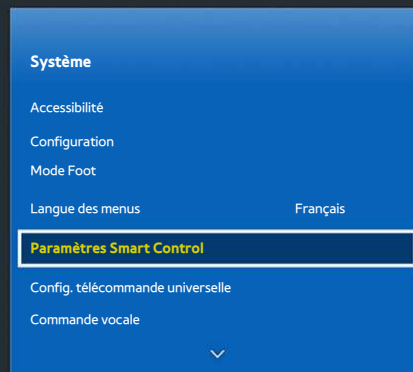 Système
Accessibilité
Configuration
Mode Foot
Langue des menus Français
Paramètres Smart Control
Config. télécommande universelle
Commande vocale